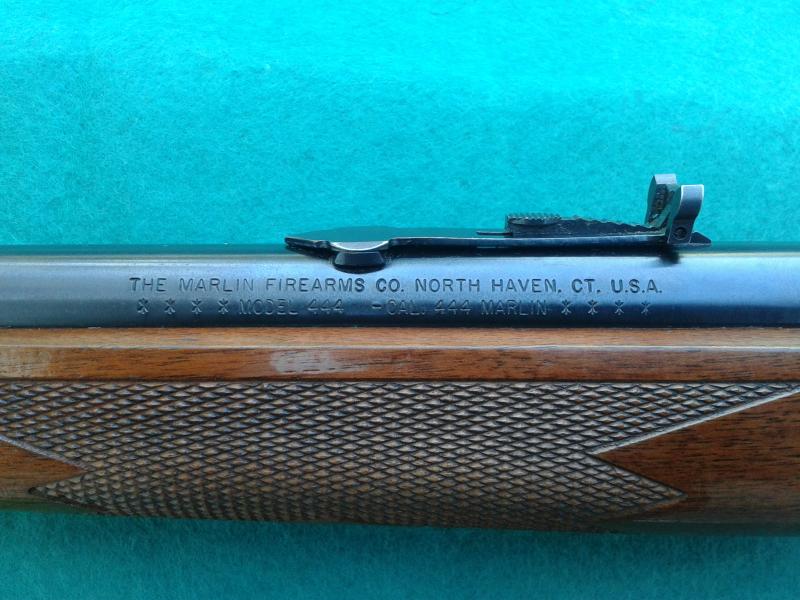 THE MARLIN FIREARMS CO. NORTH HAVEN, CT. U.S.A.
* * * * MODEL 444 -CAL. 444 MARLIN * * * *